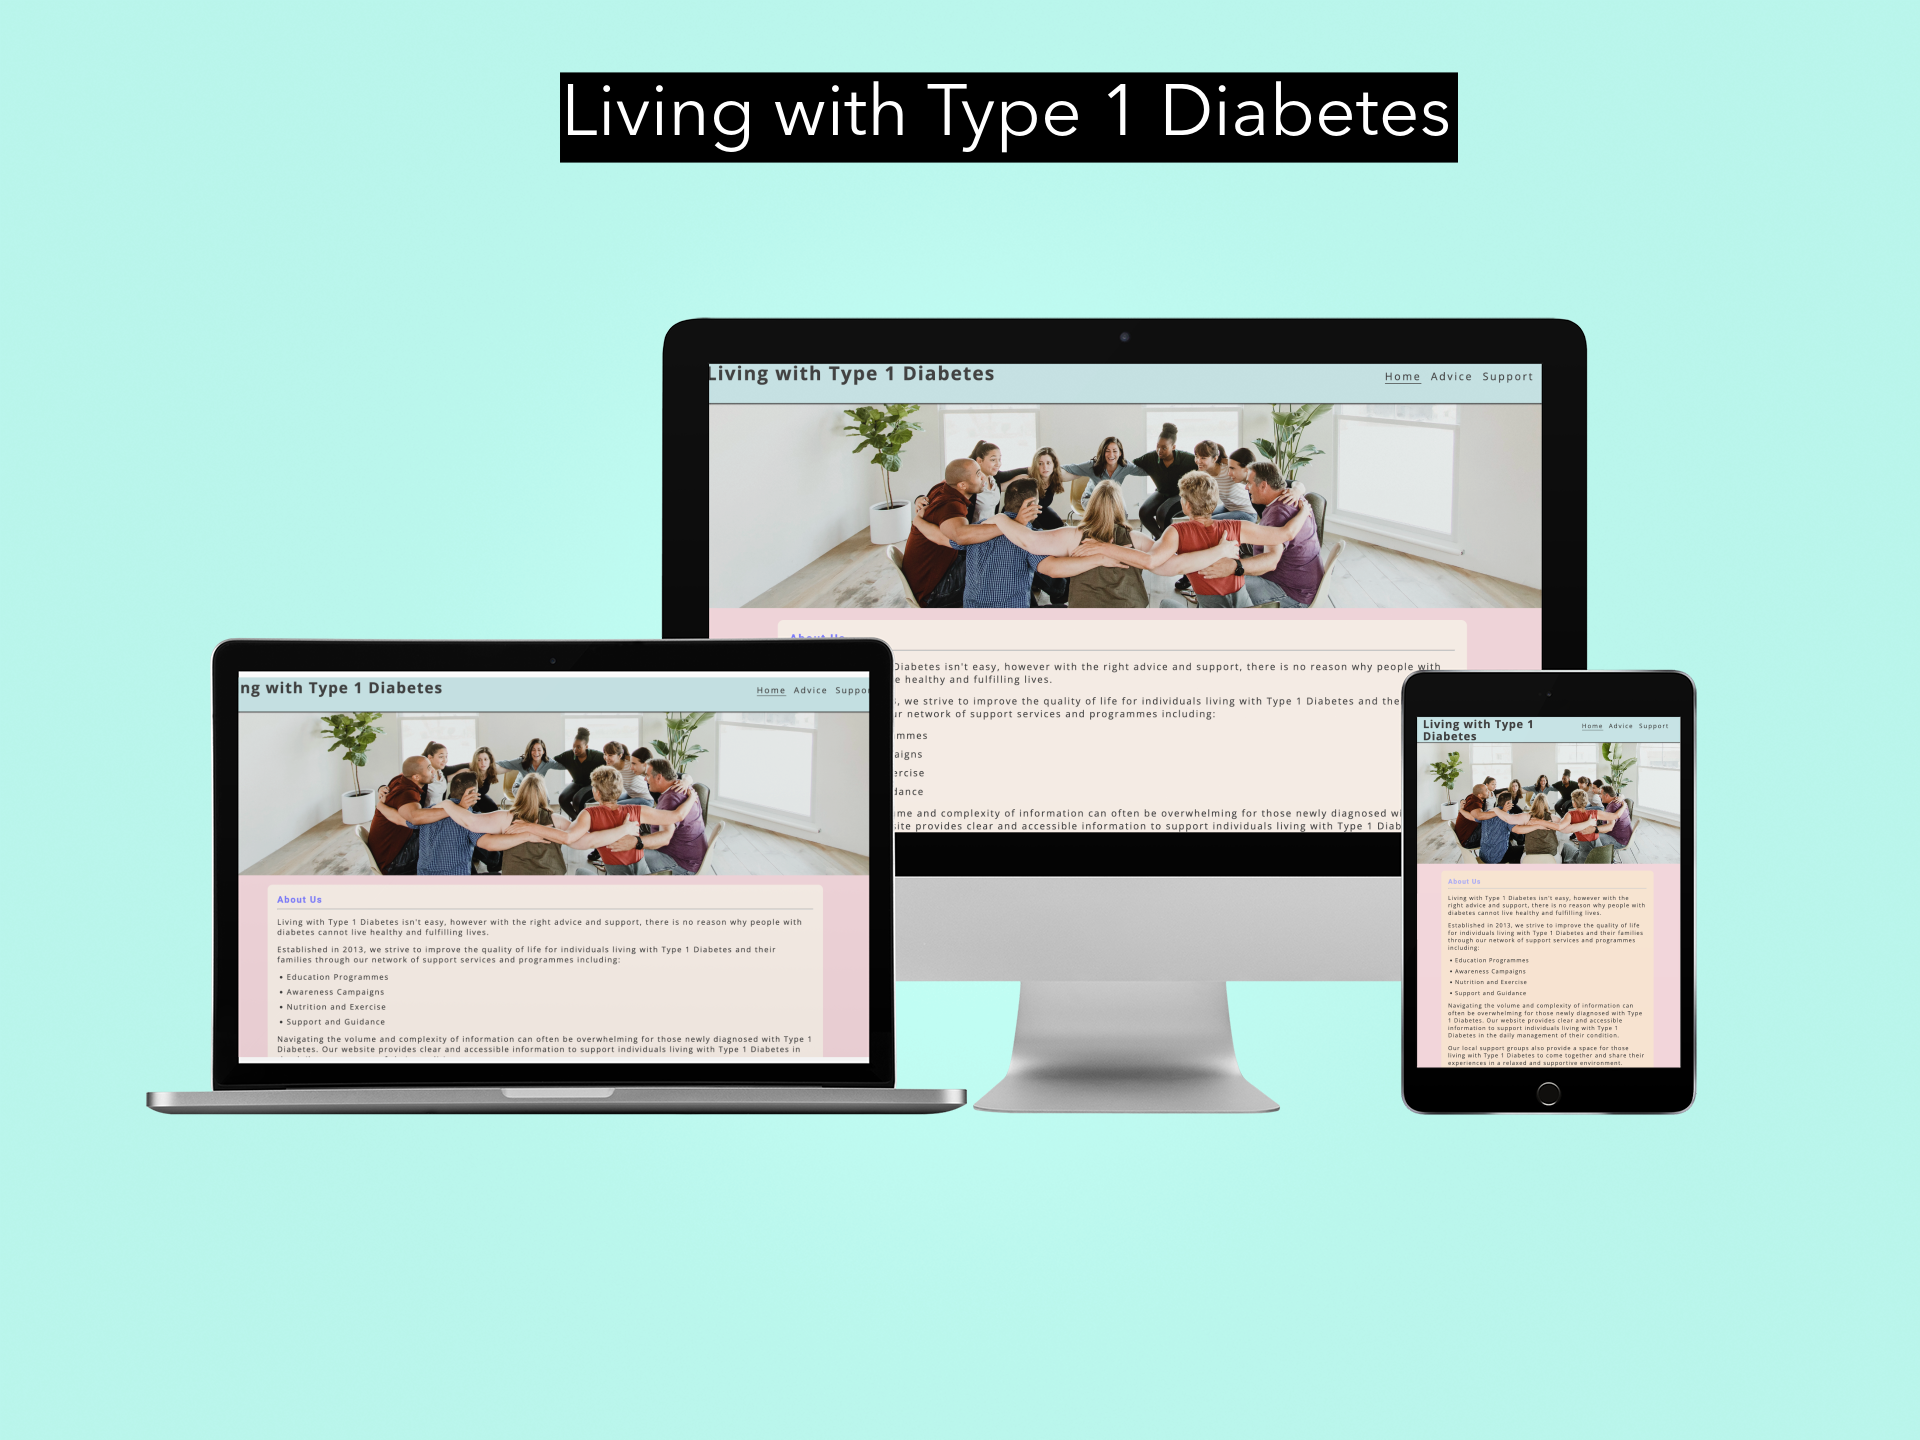 Living with Type 1 Diabetes
Living with Type 1 Diabetes
Home Advice Support
About Us
Diabetes isn't easy, however with the right advice and support, there is no reason why people with
healthy and fulfilling lives.
, we strive to improve the quality of life for individuals living with Type 1 Diabetes and
network of support services and programmes including:
mmes
aigns
ercise
dance
me and complexity of information can often be overwhelming for those newly diagnosed
ite provides clear and accessible information to support individuals living with Type 1 Diab
ng with Type 1 Diabetes
Home Advice Suppo
About Us
Living with Type 1 Diabetes isn't easy, however with the right advice and support, there is no reason why people with
diabetes cannot live healthy and fulfilling lives.
Established in 2013, we strive to improve the quality of life for individuals living with Type 1 Diabetes and their
families through our network of support services and programmes including:
• Education Programmes
• Awareness Campaigns
• Nutrition and Exercise
• Support and Guidance
Navigating the volume and complexity of information can often be overwhelming for those newly diagnosed with Type 1
Diabetes. Our website provides clear and accessible information to support individuals living with Type 1 Diabetes in
Living with Type 1
Diabetes
Home Advice Support
About Us
Living with Type 1 Diabetes isn't easy, however with the
right advice and support, there is no reason why people with
diabetes cannot live healthy and fulfilling lives.
Established in 2013, we strive to improve the quality of life
for individuals living with Type 1 Diabetes and their families
through our network of support services and programmes
including:
• Education Programmes
• Awareness Campaigns
• Nutrition and Exercise
• Support and Guidance
Navigating the volume and complexity of information can
often be overwhelming for those newly diagnosed with Type
1 Diabetes. Our website provides clear and accessible
information to support individuals living with Type 1
Diabetes in the daily management of their condition.
Our local support groups also provide a space for those
living with Type 1 Diabetes to come together and share their
experiences in a relaxed and supportive environment.